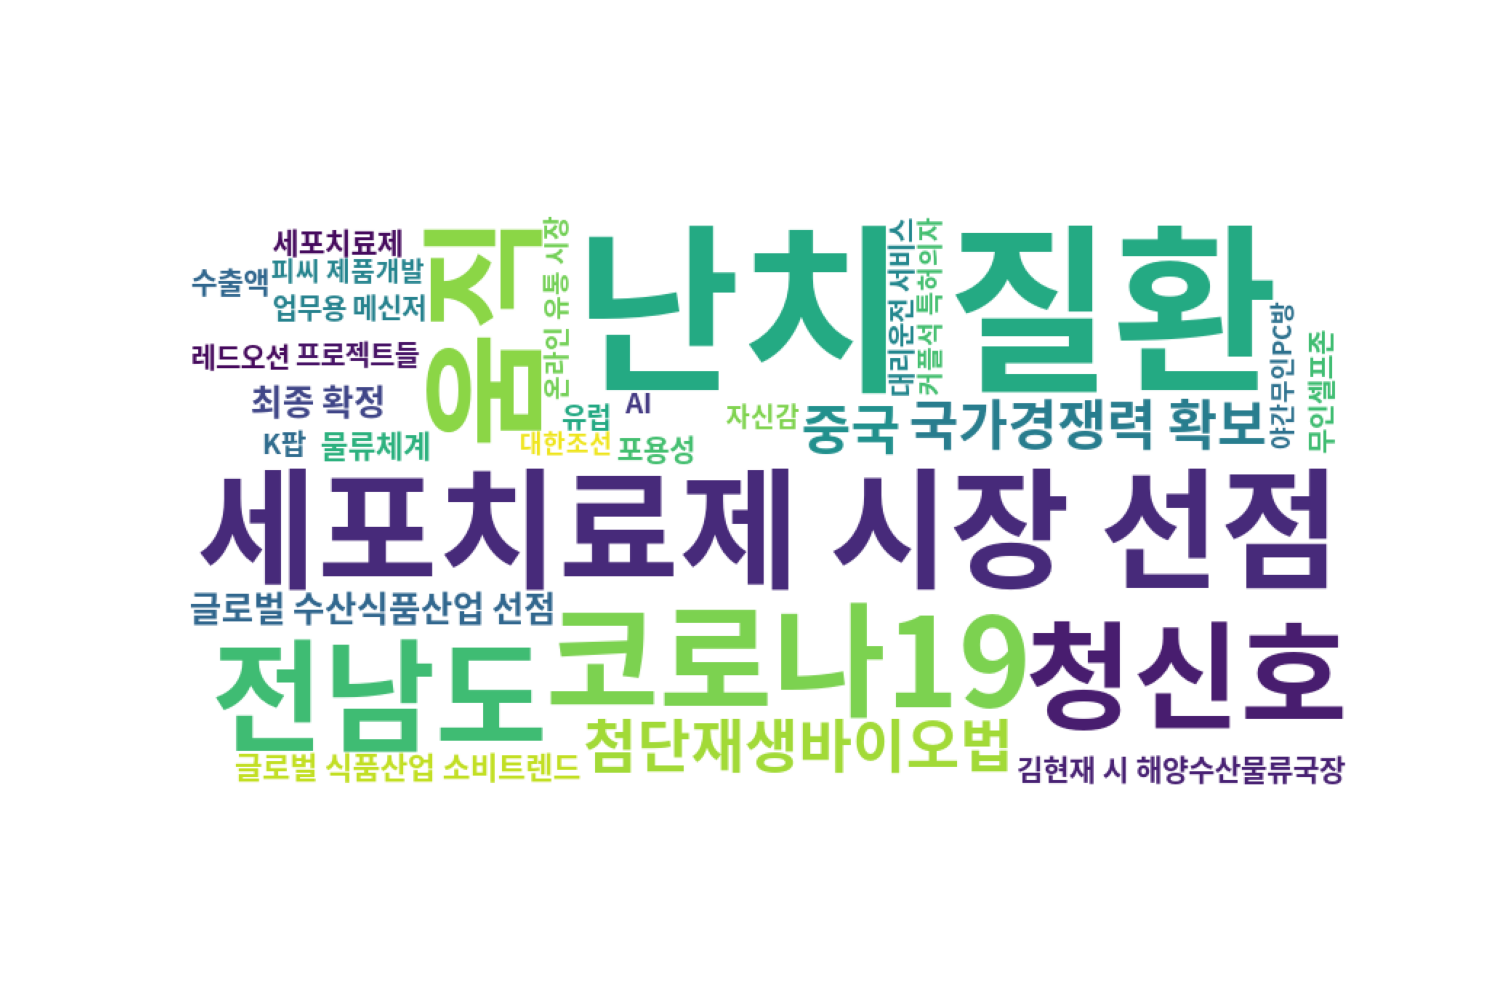 세포치료제
수출액
피씨 제품개발
업무용 메신저
레드오션 프로젝트들
최종 확정
K팝
물류체계
움직
온라인 유통 시장
난치 질환
대리운전 서비스
커플석 특허의자
야간무인PC방
무인셀프존
유럽
AI
대한조선
포용성
자신감
중국
국가경쟁력 확보
세포치료제 시장 선점
글로벌 수산식품산업 선점
전남도
코로나19
청신호
첨단재생바이오법
글로벌 식품산업 소비트렌드
김현재 시 해양수산물류국장